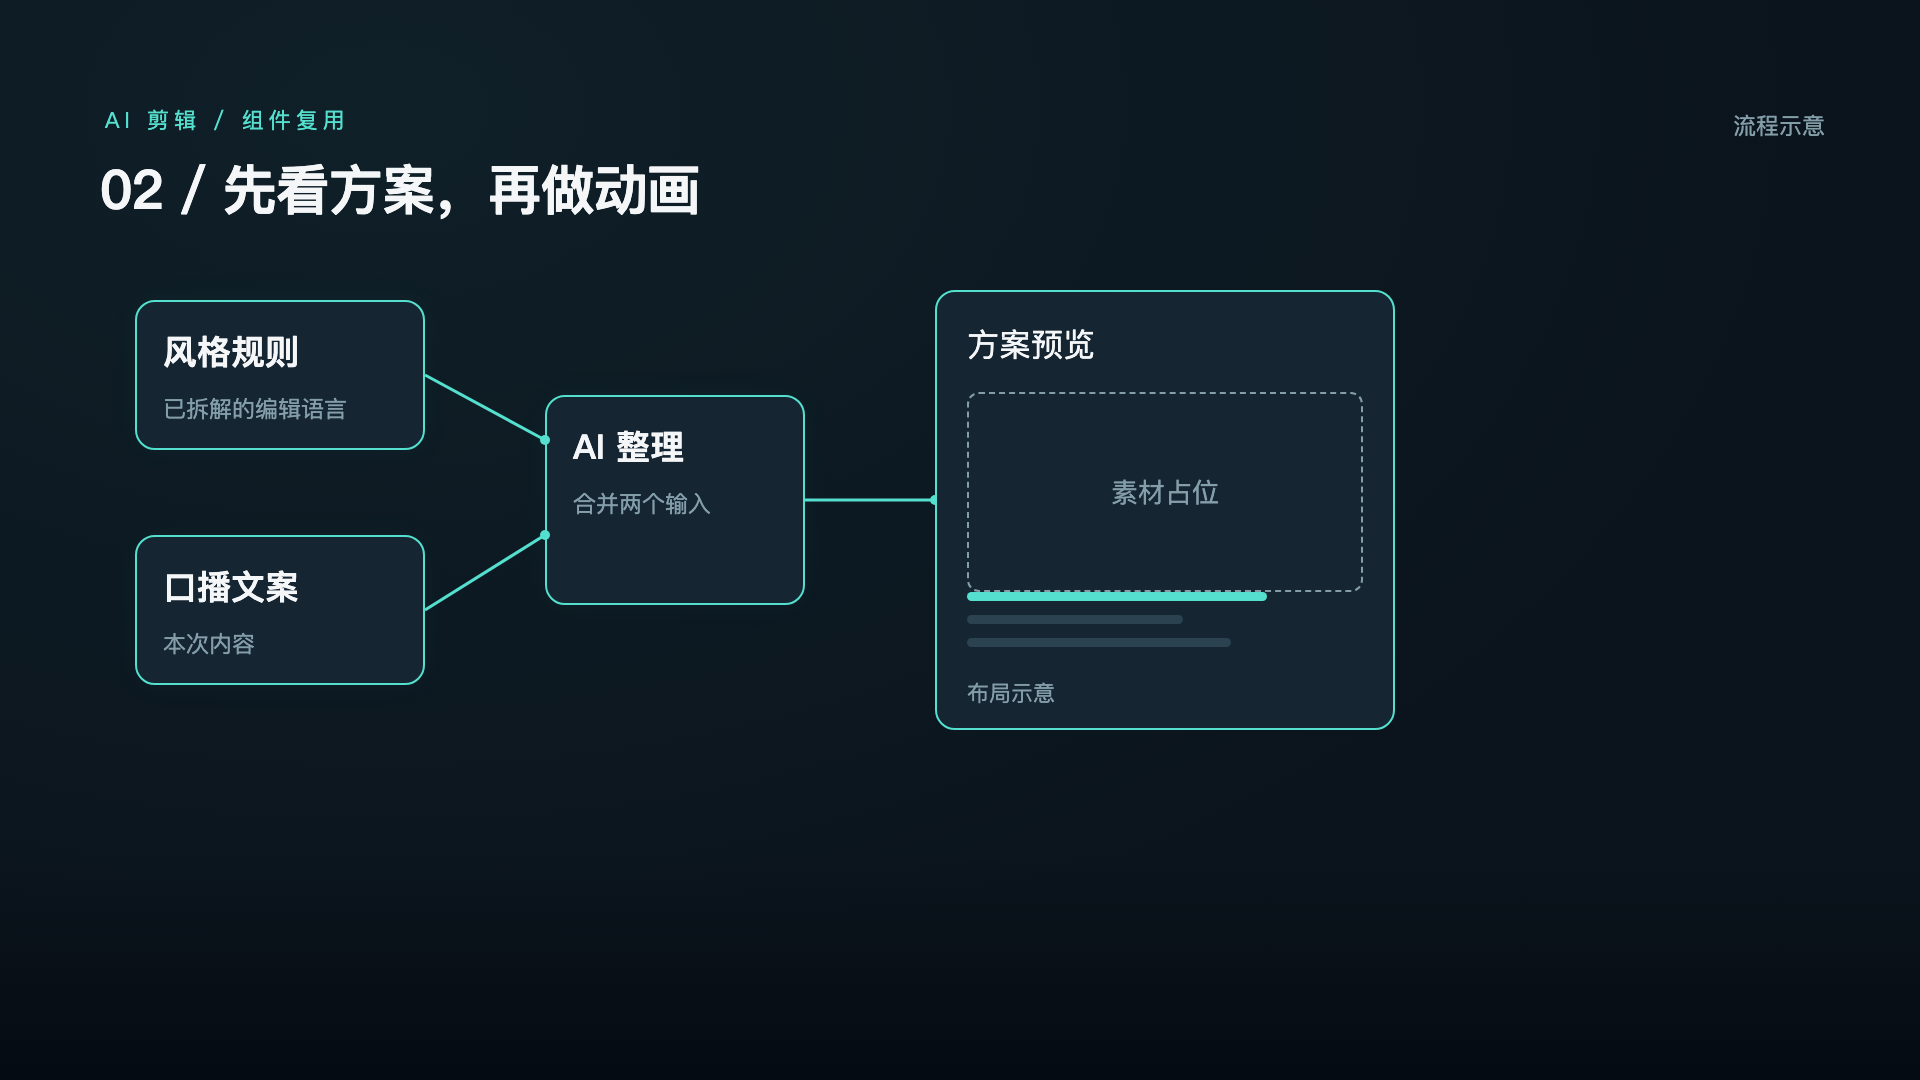 AI 剪辑 / 组件复用
流程示意
02 / 先看方案，再做动画
风格规则
已拆解的编辑语言
口播文案
本次内容
AI 整理
合并两个输入
方案预览
素材占位
布局示意